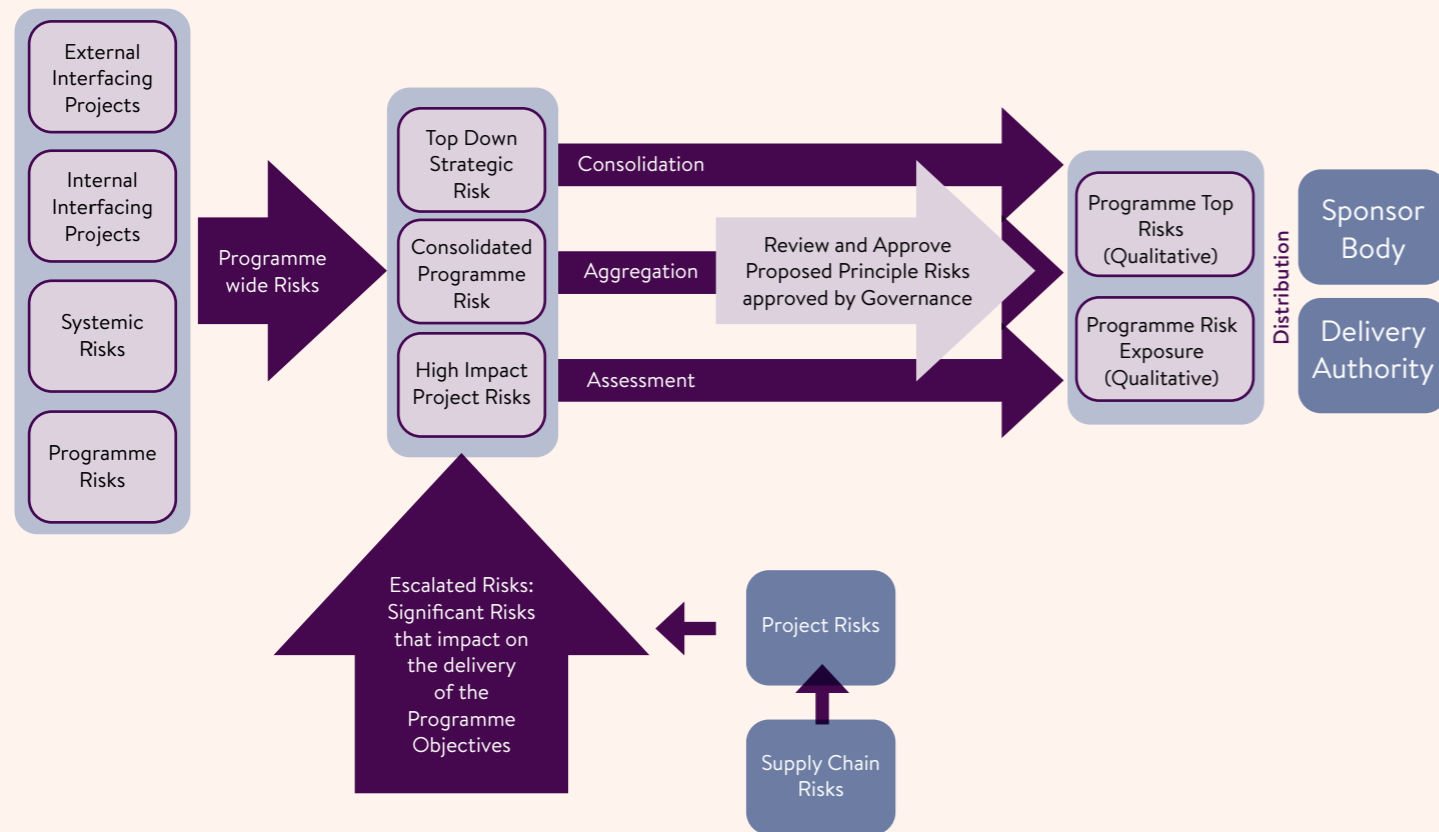 External
Interfacing
Projects
Internal
Interfacing
Projects
Systemic
Risks
Programme
Risks
Programme
wide Risks
Top Down
Strategic
Risk
Consolidated
Programme
Risk
High Impact
Project Risks
Consolidation
Aggregation
Assessment
Review and Approve
Proposed Principle Risks
approved by Governance
Programme Top
Risks
(Qualitative)
Programme Risk
Exposure
(Qualitative)
Distribution
Sponsor
Body
Delivery
Authority
Escalated Risks:
Significant Risks
that impact on
the delivery
of the
Programme
Objectives
Project Risks
Supply Chain
Risks